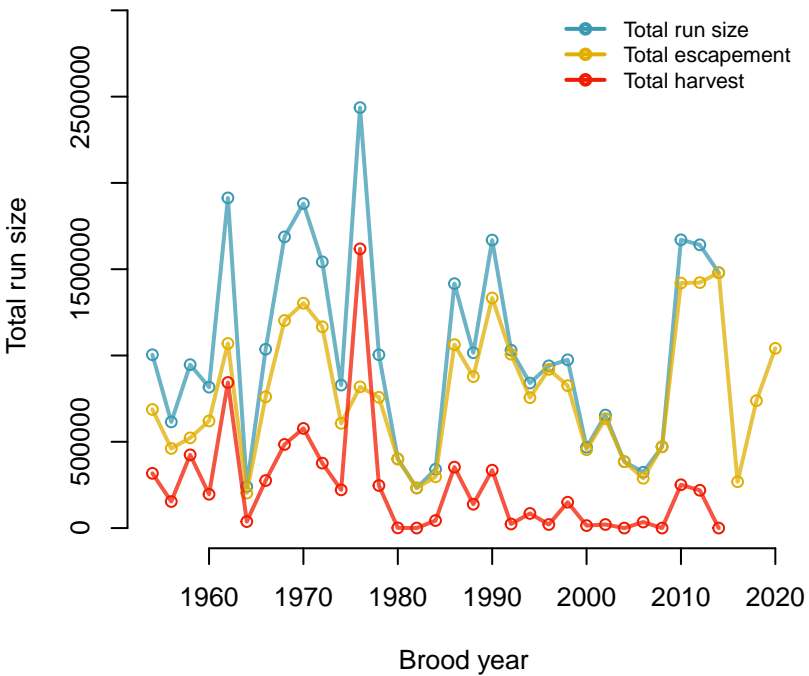 Total run size
Total escapement
Total harvest
Total run size
2500000
1500000
500000
0
1960 1970 1980 1990 2000 2010 2020
Brood year